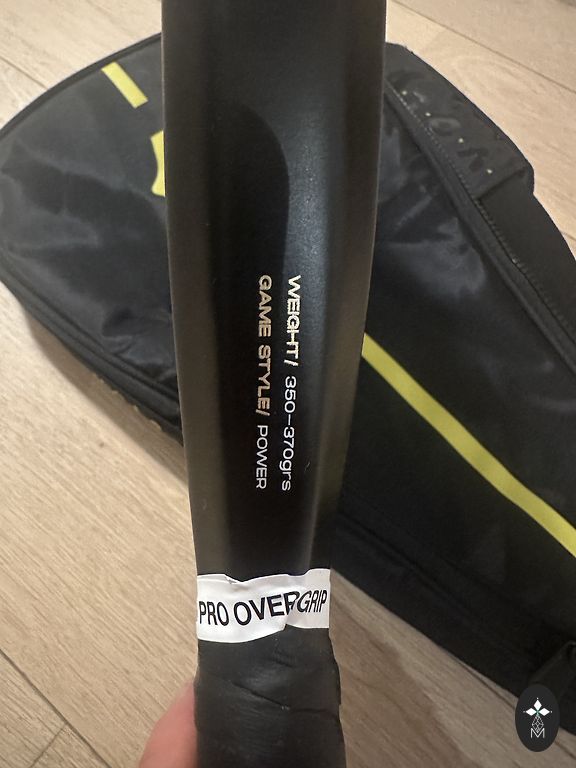 WEIGHT/ 350-370grs
GAME STYLE/ POWER
PRO OVERGRIP
M